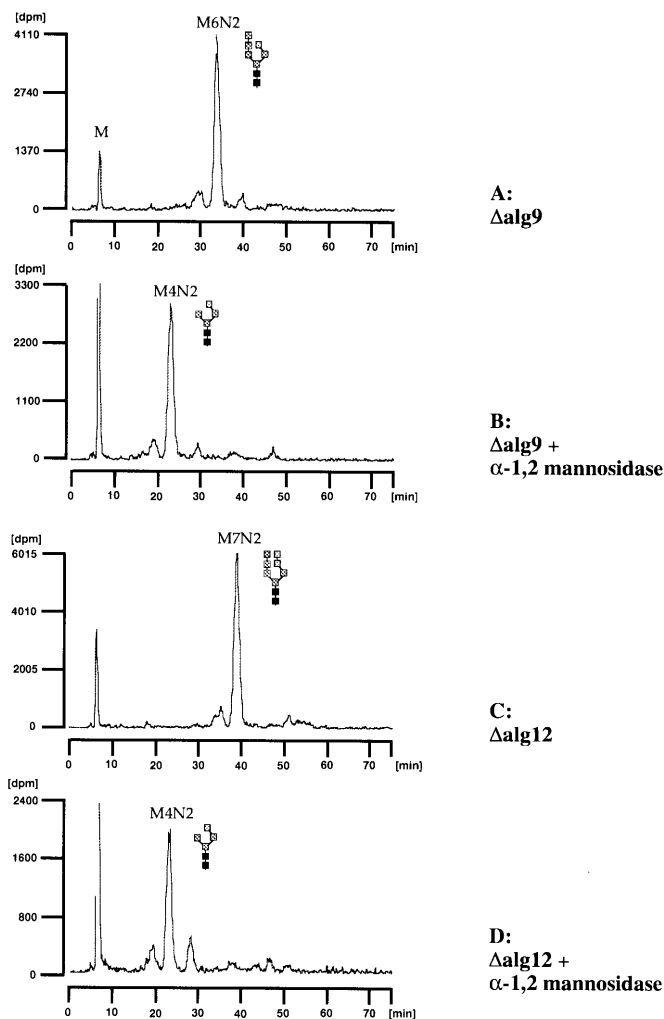 [dpm]
M6N2
4110
2740
M
1370
0
0 10 20 30 40 50 60 70 [min]
A:
Δalg9
[dpm]
3300
M4N2
2200
1100
0
0 10 20 30 40 50 60 70 [min]
B:
Δalg9 +
α-1,2 mannosidase
[dpm]
M7N2
6015
4010
2005
0
0 10 20 30 40 50 60 70 [min]
C:
Δalg12
[dpm]
2400
M4N2
1600
800
0
0 10 20 30 40 50 60 70 [min]
D:
Δalg12 +
α-1,2 mannosidase